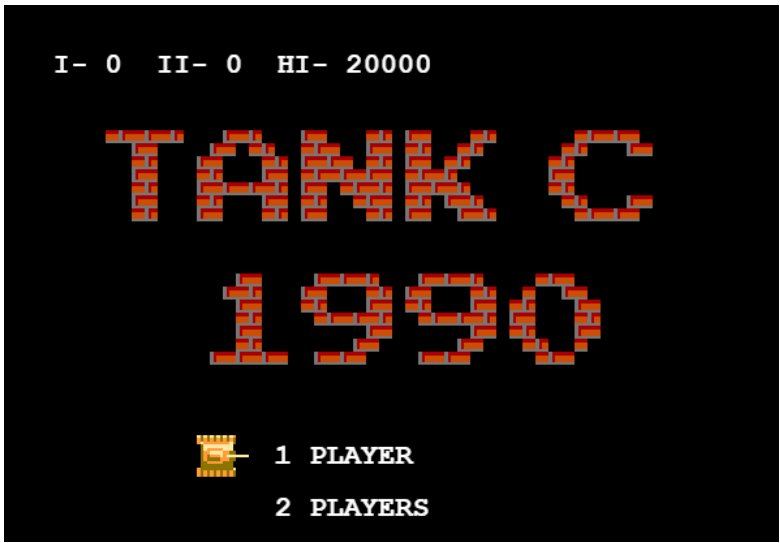 I- 0 II- 0 HI- 20000
TANK C
1990
1 PLAYER
2 PLAYERS